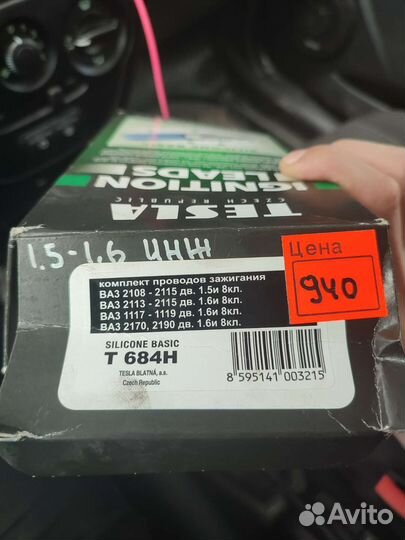 IGNITION
LEADS
CZECH REPUBLIC
TESLA
1.5-1.6 инж
Цена
940
комплект проводов зажигания
ВАЗ 2108 - 2115 дв. 1.5и 8кл.
ВАЗ 2113 - 2115 дв. 1.6и 8кл.
ВАЗ 1117 - 1119 дв. 1.6и 8кл.
ВАЗ 2170, 2190 дв. 1.6и 8кл.
SILICONE BASIC
T 684H
TESLA BLATNÁ, a.s.
Czech Republic
8 595141 003215
Avito